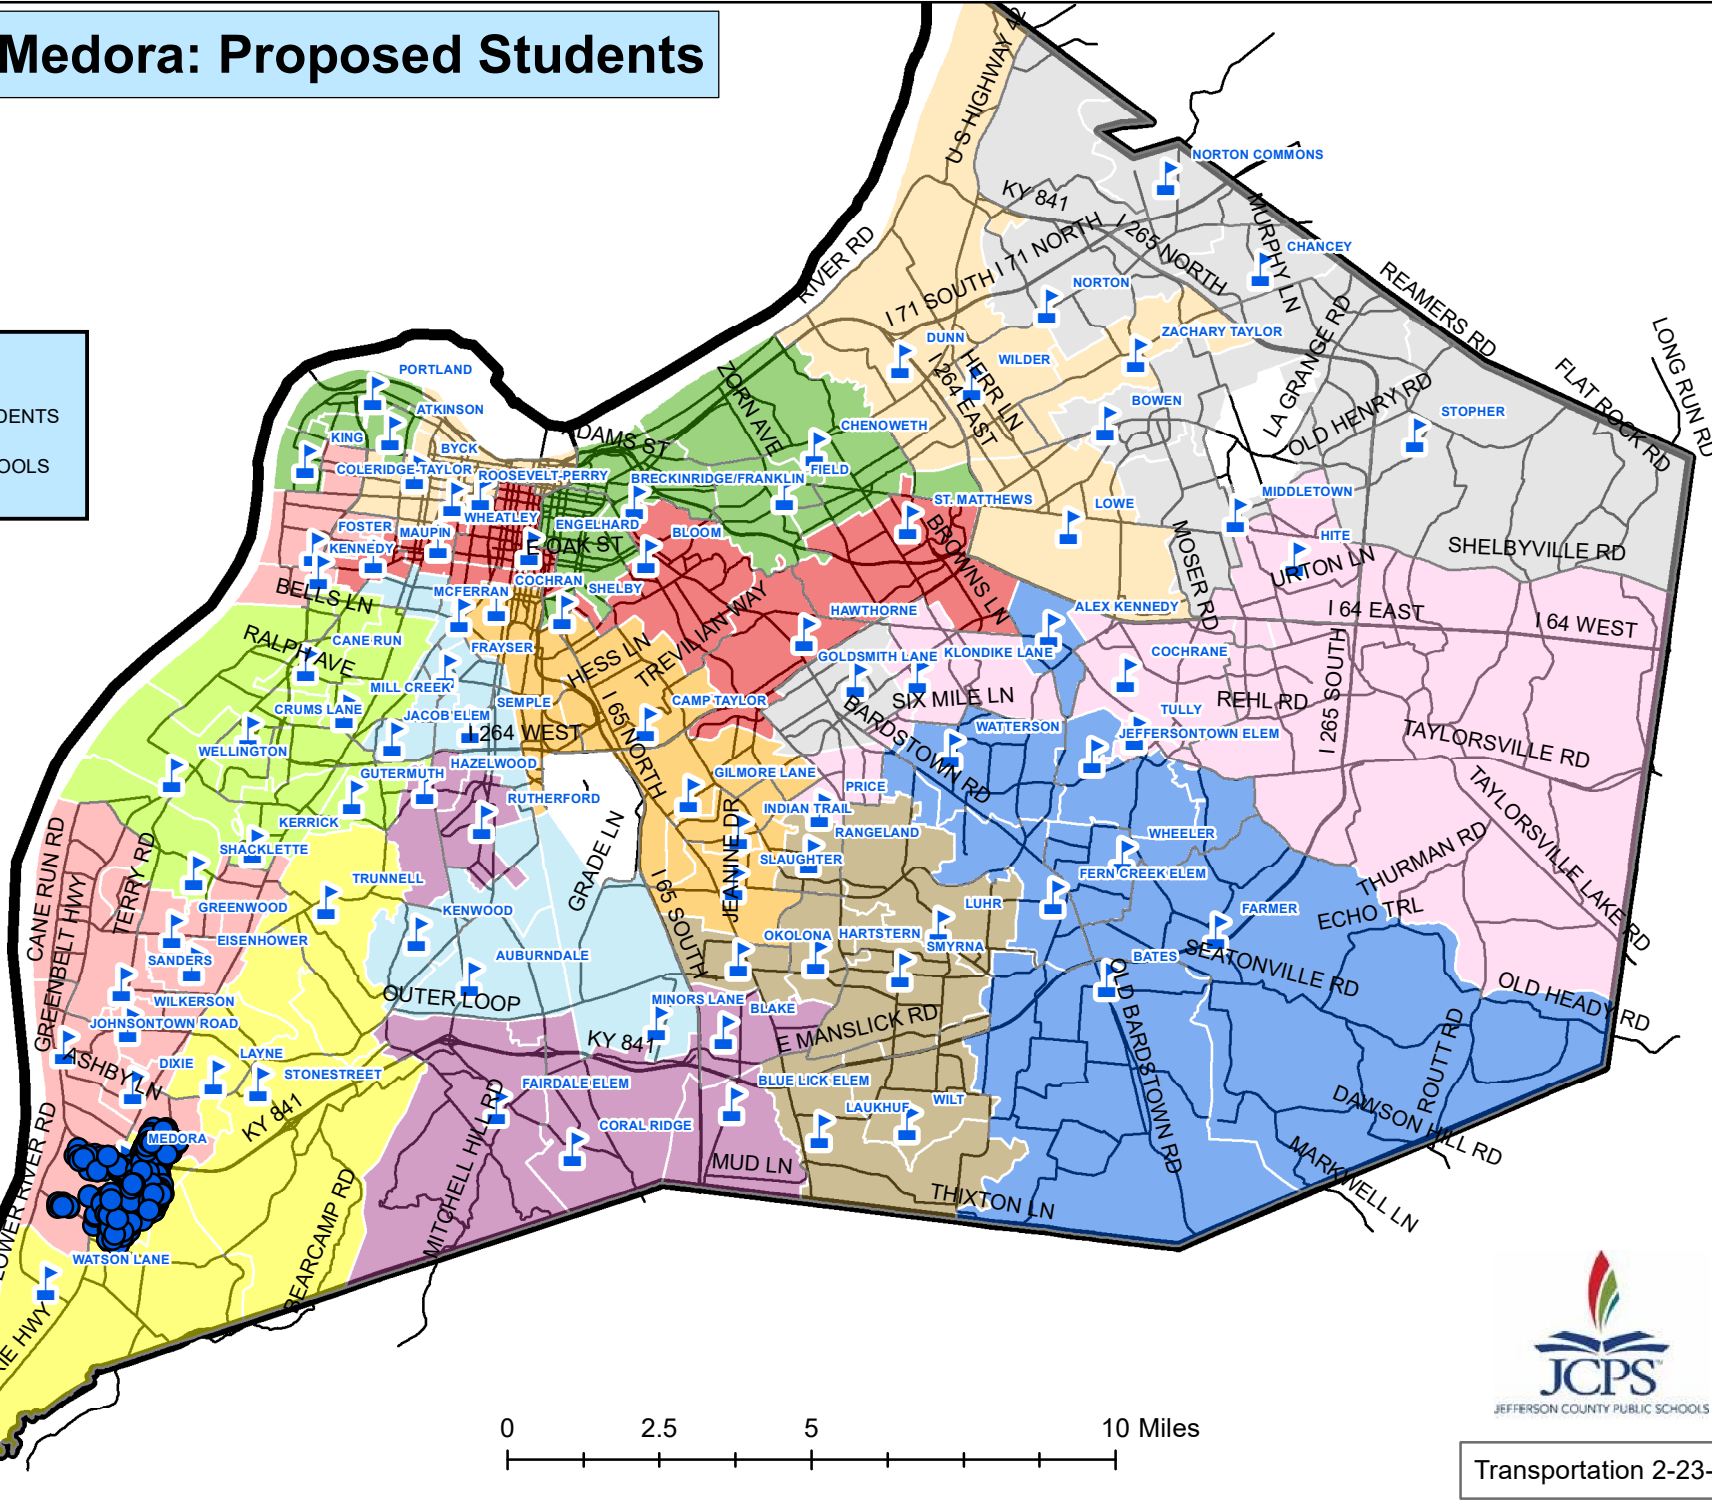 Medora: Proposed Students
DENTS
OOLS
U S HIGHWAY 42
NORTON COMMONS
KY 841
MURPHY LN
CHANCEY
I 265 NORTH
I 71 NORTH
RIVER RD
REAMERS RD
NORTON
I 71 SOUTH
LA GRANGE RD
LONG RUN RD
ZACHARY TAYLOR
DUNN
WILDER
HERR LN
I 264 EAST
FLAT ROCK RD
PORTLAND
ZORN AVE
BOWEN
OLD HENRY RD
STOPHER
ATKINSON
CHENOWETH
KING
DAMS ST
BYCK
COLERIDGE-TAYLOR
ROOSEVELT-PERRY
BRECKINRIDGE/FRANKLIN
FIELD
ST. MATTHEWS
LOWE
MIDDLETOWN
FOSTER
MAUPIN
WHEATLEY
ENGELHARD
BLOOM
BROWNS LN
MOSER RD
HITE
KENNEDY
E OAK ST
URTON LN
SHELBYVILLE RD
BELLS LN
MCFERRAN
COCHRAN
SHELBY
HAWTHORNE
ALEX KENNEDY
I 64 EAST
I 64 WEST
RALPH AVE
CANE RUN
FRAYSER
HESS LN
TREVILIAN WAY
GOLDSMITH LANE
KLONDIKE LANE
COCHRANE
MILL CREEK
SEMPLE
CAMP TAYLOR
SIX MILE LN
REHL RD
I 265 SOUTH
CRUMS LANE
JACOB ELEM
I 65 NORTH
BARDSTOWN RD
WATTERSON
TULLY
JEFFERSONTOWN ELEM
TAYLORSVILLE RD
I 264 WEST
WELLINGTON
HAZELWOOD
GUTERMUTH
GILMORE LANE
PRICE
TAYLORSVILLE LAKE RD
RUTHERFORD
INDIAN TRAIL
KERRICK
RANGELAND
WHEELER
THURMAN RD
CANE RUN RD
SHACKLETTE
GRADE LN
JEANINE DR
SLAUGHTER
TERRY RD
TRUNNELL
FERN CREEK ELEM
GREENBELT HWY
GREENWOOD
KENWOOD
I 65 SOUTH
LUHR
FARMER
ECHO TRL
EISENHOWER
OKOLONA
HARTSTERN
SMYRNA
SANDERS
AUBURNDALE
BATES
SEATONVILLE RD
OUTER LOOP
WILKERSON
MINORS LANE
BLAKE
OLD HEADY RD
JOHNSONTOWN ROAD
KY 841
E MANSLICK RD
OLD BARDSTOWN RD
ROUTT RD
ASHBY LN
DIXIE
LAYNE
STONESTREET
FAIRDALE ELEM
BLUE LICK ELEM
WILT
LAUKHUF
DAWSON HILL RD
KY 841
CORAL RIDGE
MEDORA
MITCHELL HILL RD
MUD LN
MARKWELL LN
LOWER RIVER RD
BEARCAMP RD
THIXTON LN
WATSON LANE
IE HWY
JCPS
JEFFERSON COUNTY PUBLIC SCHOOLS
0 2.5 5 10 Miles
Transportation 2-23-